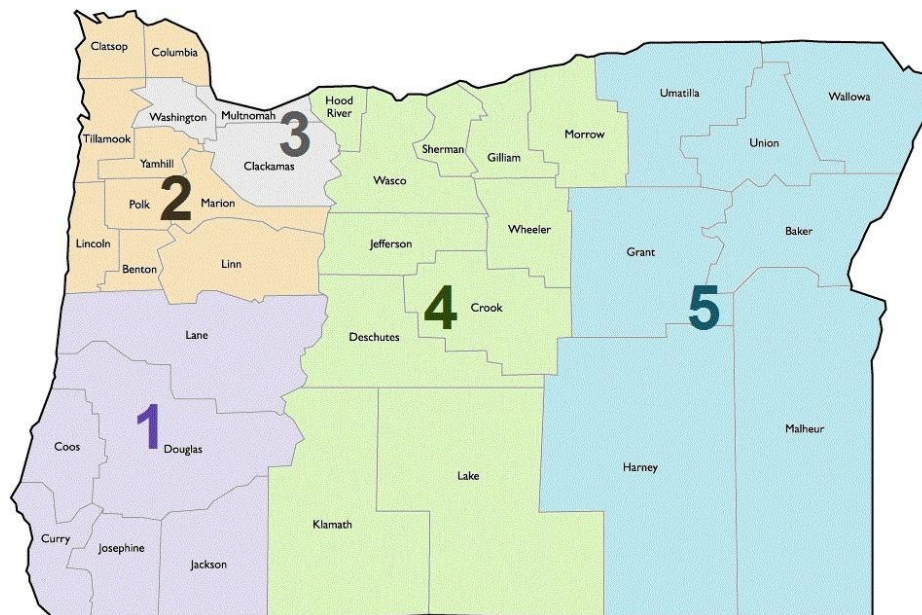 Clatsop
Columbia
Washington
Multnomah
3
Clackamas
Tillamook
Yamhill
2
Polk
Marion
Lincoln
Benton
Linn
Hood
River
Sherman
Gilliam
Morrow
Wasco
Wheeler
Jefferson
4
Crook
Deschutes
Klamath
Lake
Umatilla
Wallowa
Union
Baker
Grant
5
Harney
Malheur
Lane
1
Douglas
Coos
Curry
Josephine
Jackson